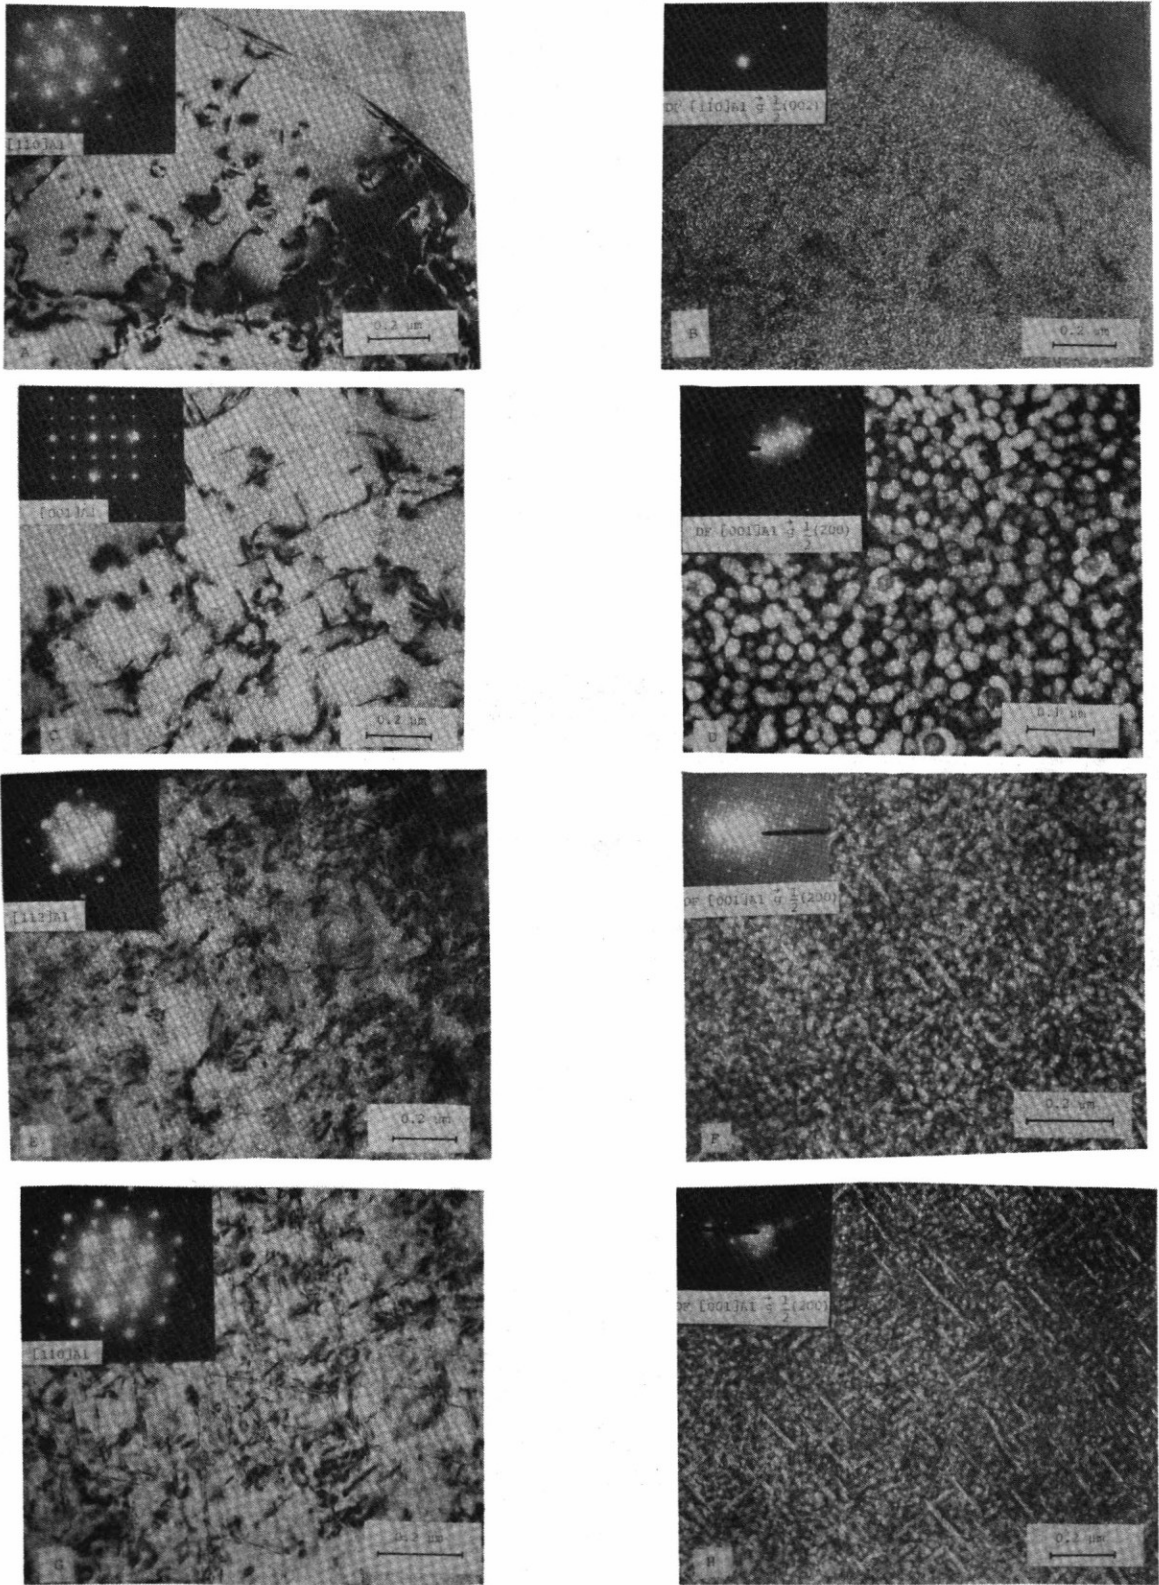 [110]Al
A
0.2 µm
DF [110]Al g 1/2(002)
B
0.2 µm
[001]Al
C
0.2 µm
DF [001]Al g 1/2(200)
D
0.1 µm
[112]Al
E
0.2 µm
DF [001]Al g 1/2(200)
F
0.2 µm
[110]Al
G
0.2 µm
DF [001]Al g 1/2(200)
H
0.2 µm